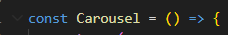 const Carousel = () => {